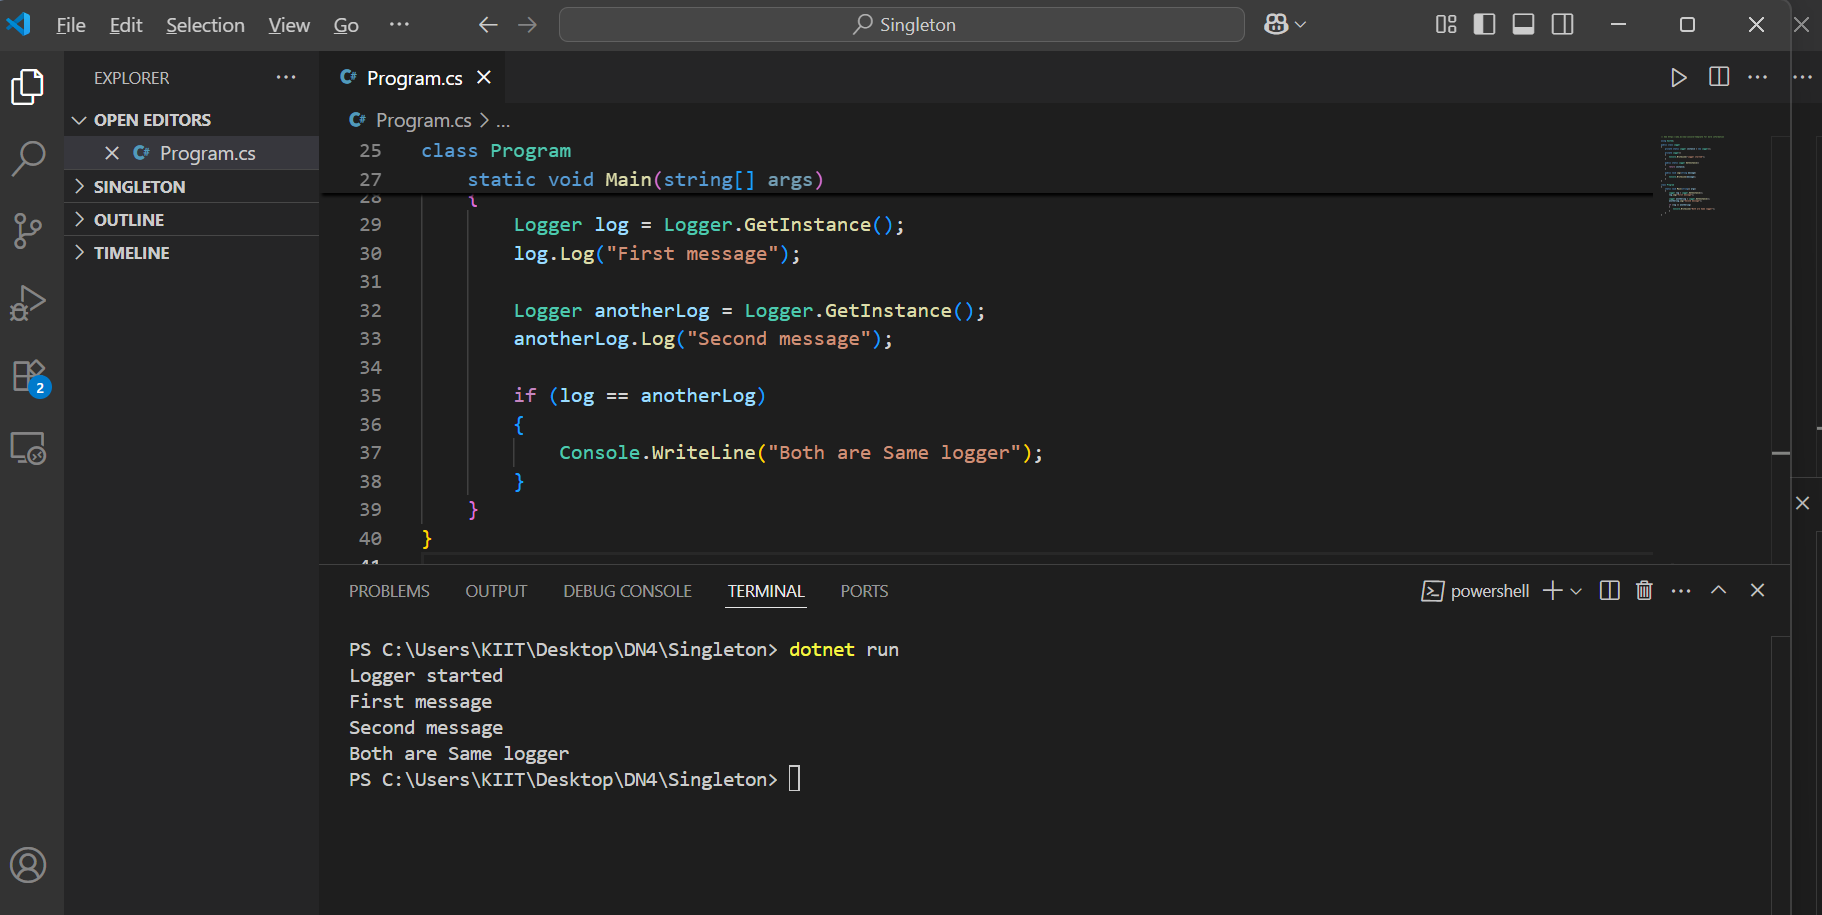 File Edit Selection View Go ··· Singleton
EXPLORER ···
OPEN EDITORS
Program.cs
SINGLETON
OUTLINE
TIMELINE
2
Program.cs
Program.cs > ...
25 class Program
27 static void Main(string[] args)
28 {
29 Logger log = Logger.GetInstance();
30 log.Log("First message");
31
32 Logger anotherLog = Logger.GetInstance();
33 anotherLog.Log("Second message");
34
35 if (log == anotherLog)
36 {
37 Console.WriteLine("Both are Same logger");
38 }
39 }
40 }
41
PROBLEMS OUTPUT DEBUG CONSOLE TERMINAL PORTS powershell
PS C:\Users\KIIT\Desktop\DN4\Singleton> dotnet run
Logger started
First message
Second message
Both are Same logger
PS C:\Users\KIIT\Desktop\DN4\Singleton>